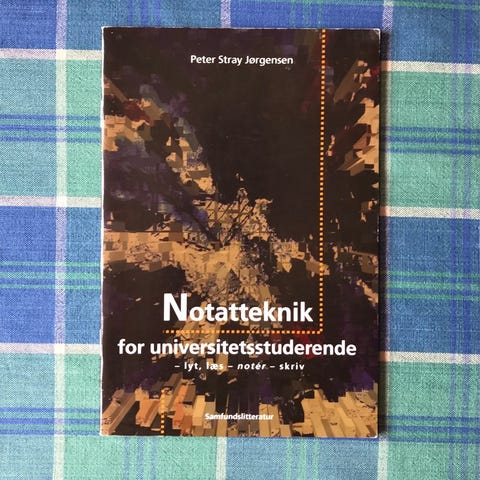 Peter Stray Jørgensen
Notatteknik
for universitetsstuderende
– lyt, læs – notér – skriv
Samfundslitteratur